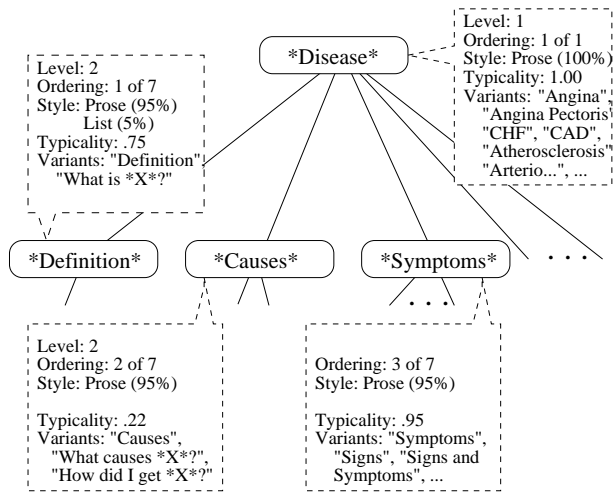 *Disease*
Level: 1
Ordering: 1 of 1
Style: Prose (100%)
Typicality: 1.00
Variants: "Angina",
"Angina Pectoris"
"CHF", "CAD",
"Atherosclerosis"
"Arterio...", ...
Level: 2
Ordering: 1 of 7
Style: Prose (95%)
List (5%)
Typicality: .75
Variants: "Definition"
"What is *X*?"
*Definition*
*Causes*
*Symptoms*
. . .
. . .
Level: 2
Ordering: 2 of 7
Style: Prose (95%)
Typicality: .22
Variants: "Causes",
"What causes *X*?",
"How did I get *X*?"
Ordering: 3 of 7
Style: Prose (95%)
Typicality: .95
Variants: "Symptoms",
"Signs", "Signs and
Symptoms", ...